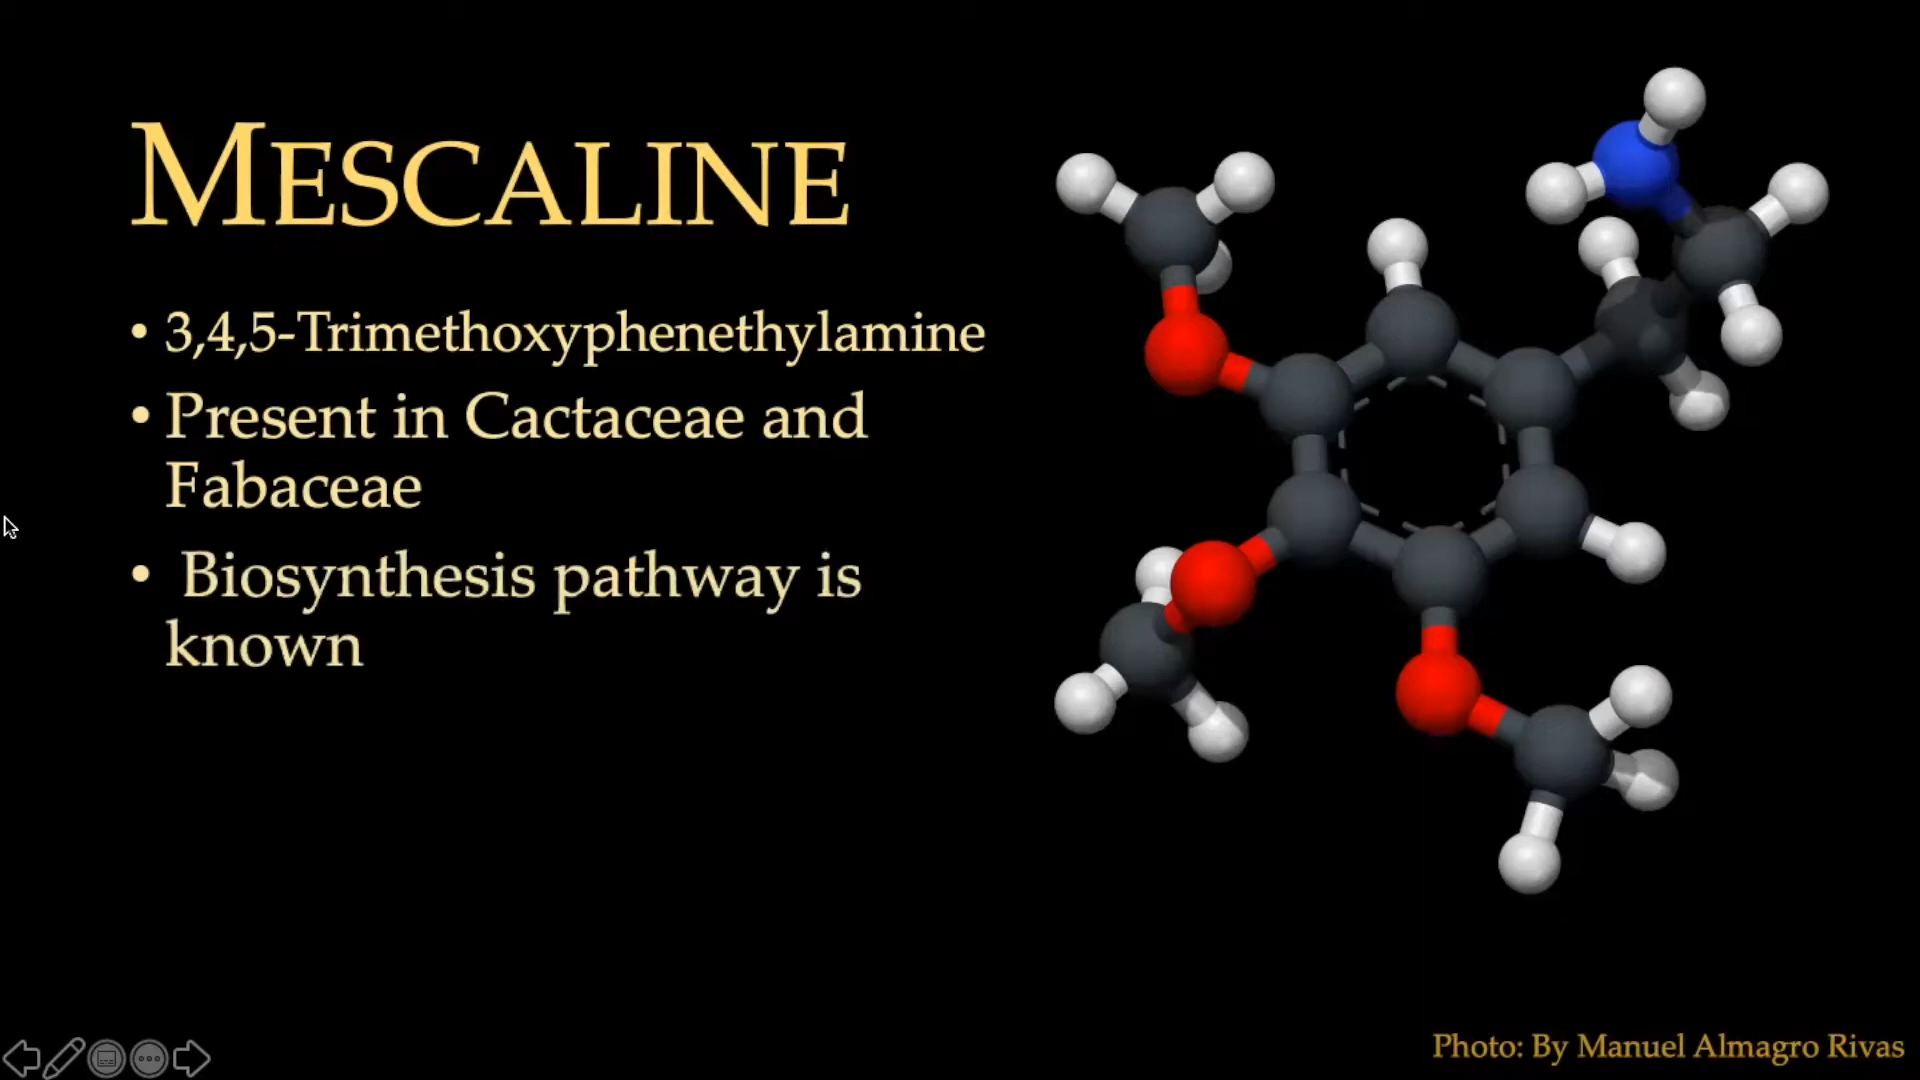 MESCALINE
• 3,4,5-Trimethoxyphenethylamine
• Present in Cactaceae and
Fabaceae
• Biosynthesis pathway is
known
Photo: By Manuel Almagro Rivas